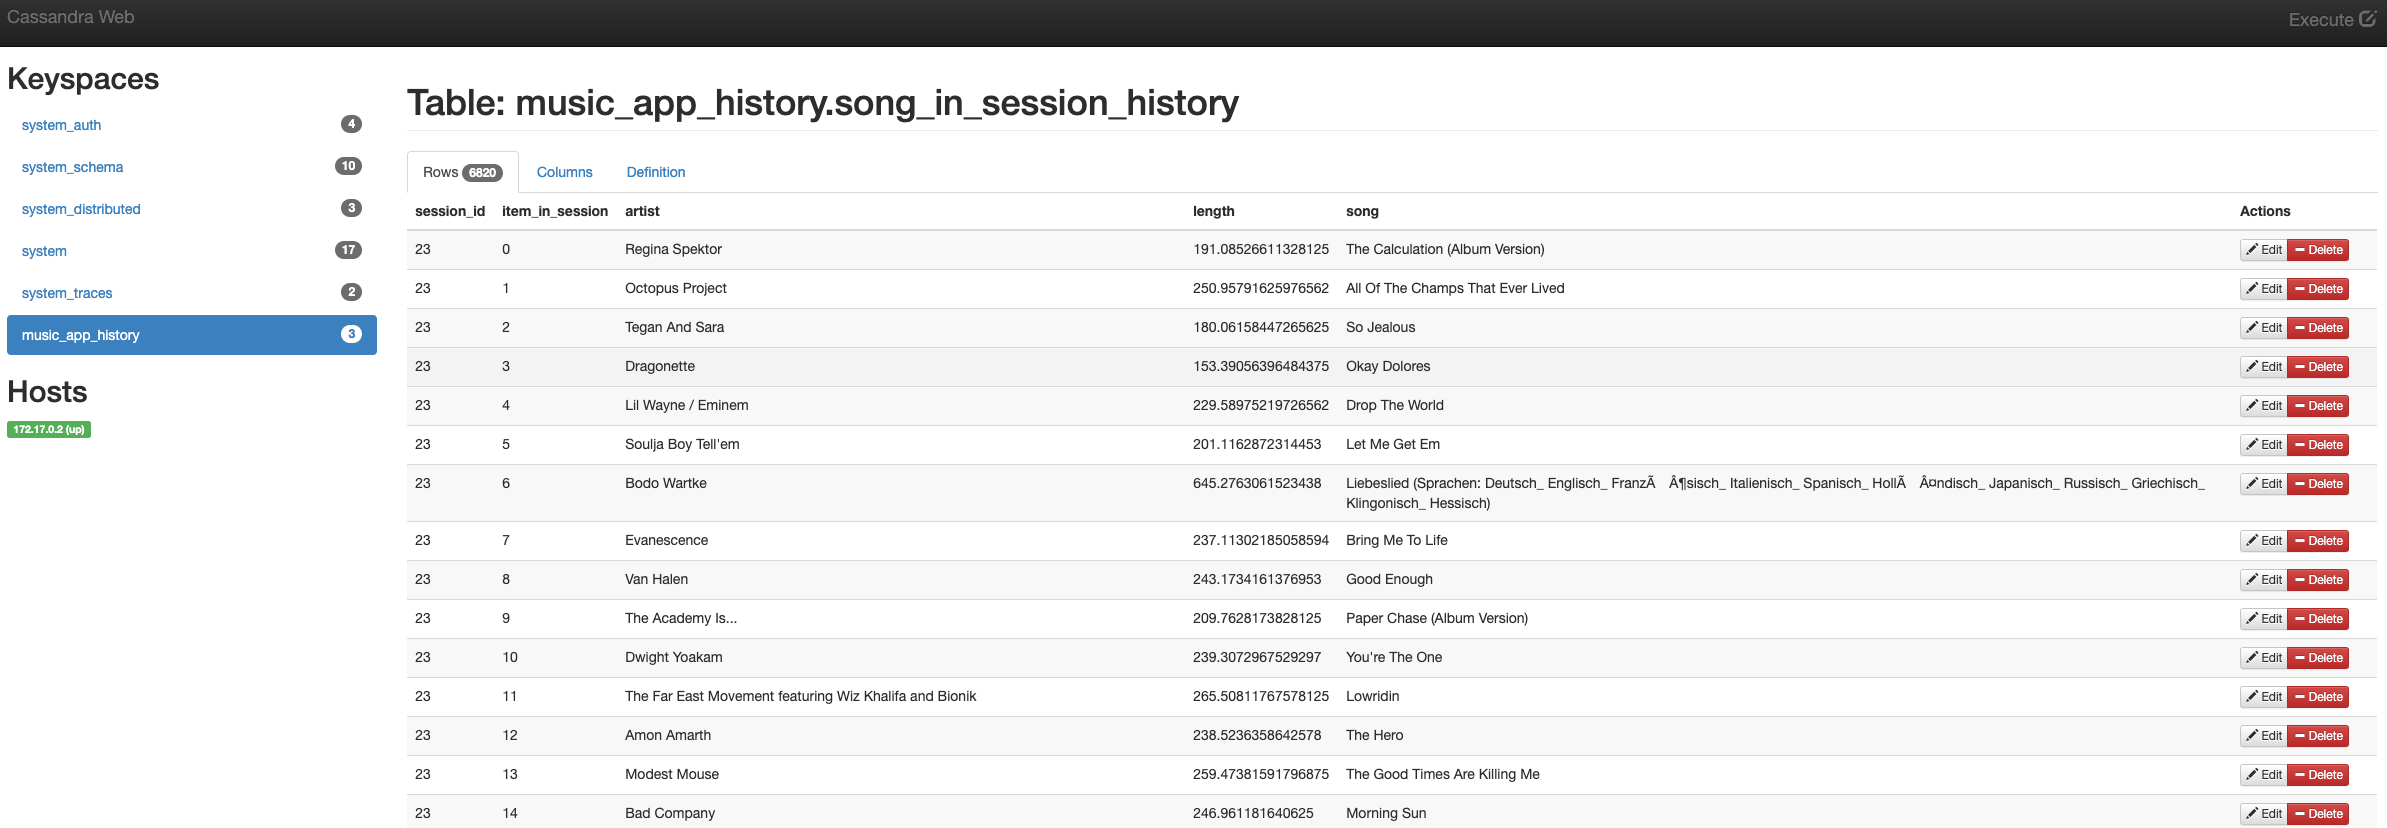 Cassandra Web
Execute
Keyspaces
system_auth 4
system_schema 10
system_distributed 3
system 17
system_traces 2
music_app_history 3
Hosts
172.17.0.2 (up)
Table: music_app_history.song_in_session_history
Rows 6820 Columns Definition
session_id item_in_session artist length song Actions
23 0 Regina Spektor 191.08526611328125 The Calculation (Album Version) Edit Delete
23 1 Octopus Project 250.95791625976562 All Of The Champs That Ever Lived Edit Delete
23 2 Tegan And Sara 180.06158447265625 So Jealous Edit Delete
23 3 Dragonette 153.39056396484375 Okay Dolores Edit Delete
23 4 Lil Wayne / Eminem 229.58975219726562 Drop The World Edit Delete
23 5 Soulja Boy Tell'em 201.1162872314453 Let Me Get Em Edit Delete
23 6 Bodo Wartke 645.2763061523438 Liebeslied (Sprachen: Deutsch_ Englisch_ FranzÃ Â¶sisch_ Italienisch_ Spanisch_ HollÃ Â¤ndisch_ Japanisch_ Russisch_ Griechisch_ Edit Delete
Klingonisch_ Hessisch)
23 7 Evanescence 237.11302185058594 Bring Me To Life Edit Delete
23 8 Van Halen 243.1734161376953 Good Enough Edit Delete
23 9 The Academy Is... 209.7628173828125 Paper Chase (Album Version) Edit Delete
23 10 Dwight Yoakam 239.3072967529297 You're The One Edit Delete
23 11 The Far East Movement featuring Wiz Khalifa and Bionik 265.50811767578125 Lowridin Edit Delete
23 12 Amon Amarth 238.5236358642578 The Hero Edit Delete
23 13 Modest Mouse 259.47381591796875 The Good Times Are Killing Me Edit Delete
23 14 Bad Company 246.961181640625 Morning Sun Edit Delete